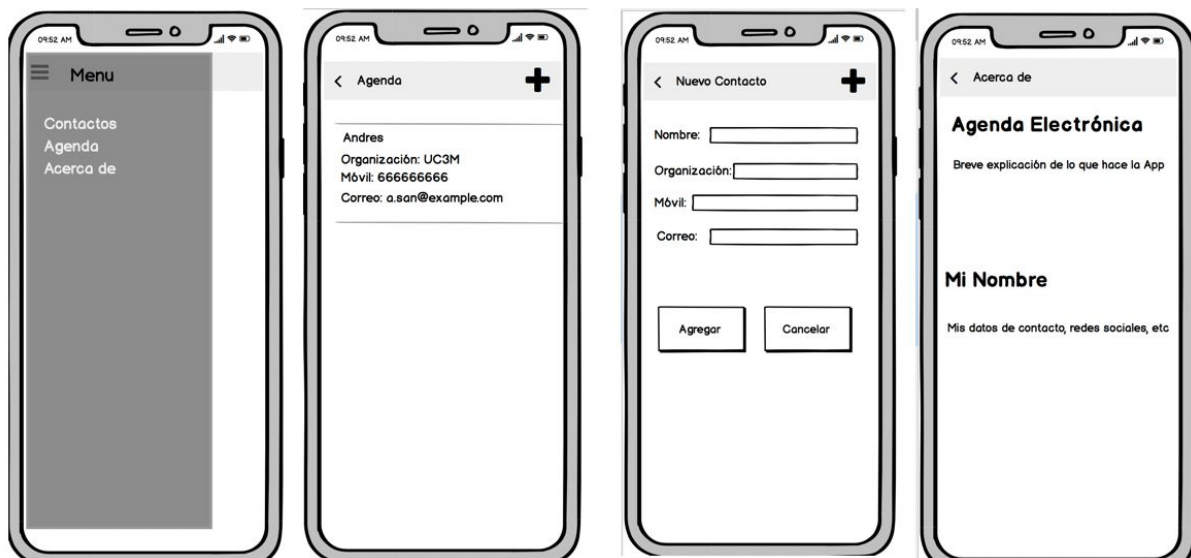 09:52 AM
Menu
Contactos
Agenda
Acerca de
09:52 AM
Agenda
Andres
Organización: UC3M
Móvil: 666666666
Correo: a.san@example.com
09:52 AM
Nuevo Contacto
Nombre:
Organización:
Móvil:
Correo:
Agregar
Cancelar
09:52 AM
Acerca de
Agenda Electrónica
Breve explicación de lo que hace la App
Mi Nombre
Mis datos de contacto, redes sociales, etc